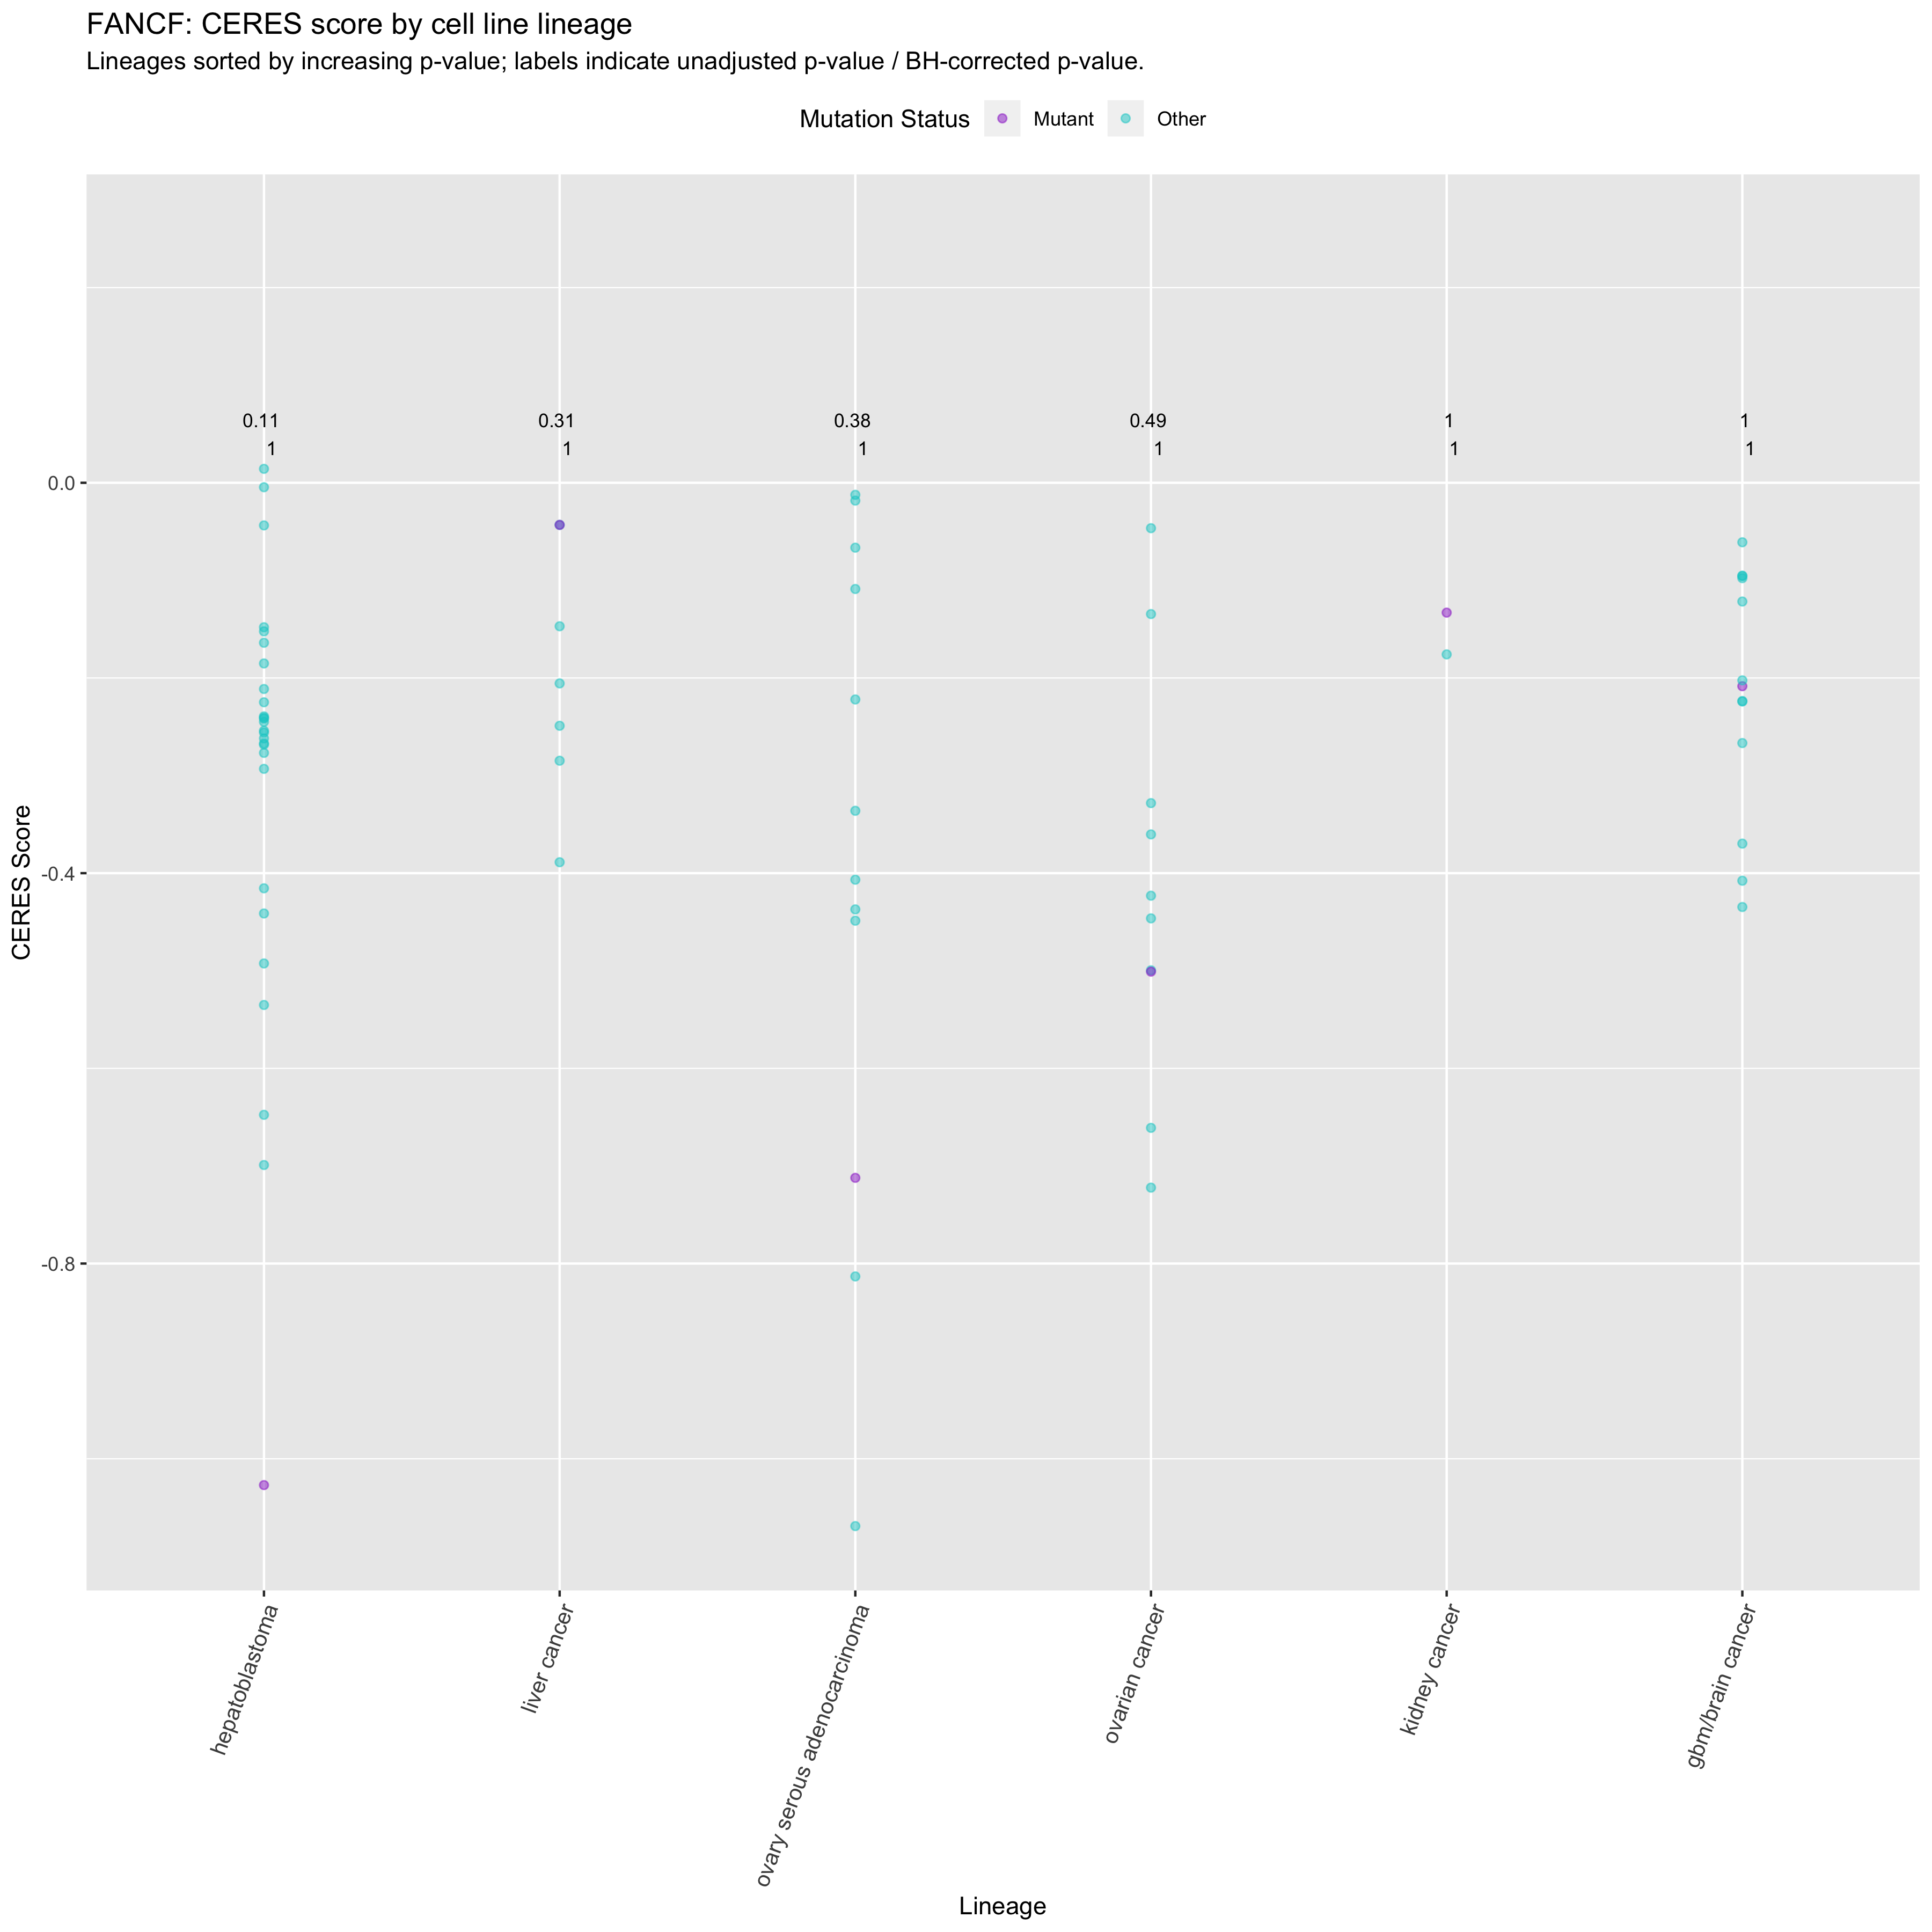 FANCF: CERES score by cell line lineage
Lineages sorted by increasing p-value; labels indicate unadjusted p-value / BH-corrected p-value.
Mutation Status Mutant Other
0.11 0.31 0.38 0.49 1 1
1 1 1 1 1 1
0.0
-0.4
-0.8
CERES Score
hepatoblastoma
liver cancer
ovary serous adenocarcinoma
ovarian cancer
kidney cancer
gbm/brain cancer
Lineage